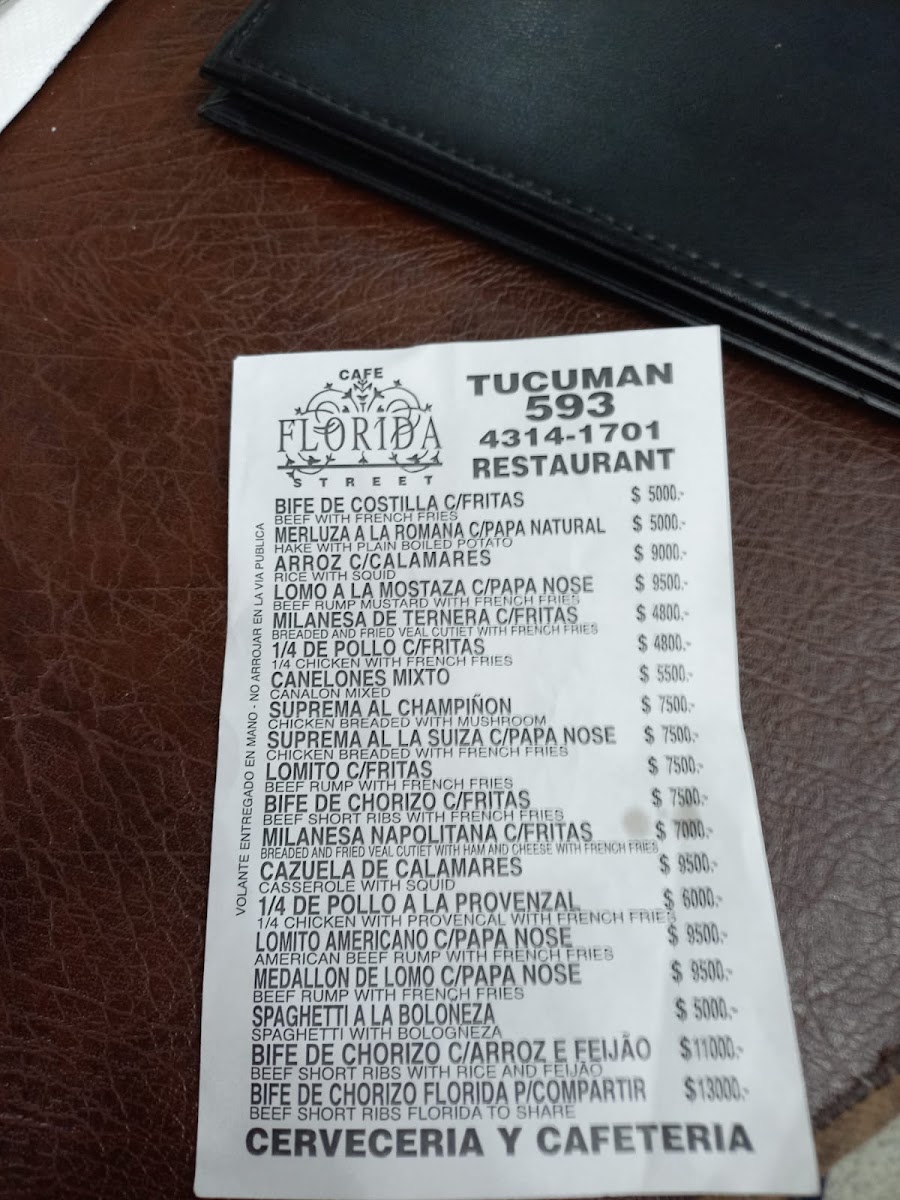 CAFE
FLORIDA
STREET
TUCUMAN
593
4314-1701
RESTAURANT
VOLANTE ENTREGADO EN MANO - NO ARROJAR EN LA VIA PUBLICA
BIFE DE COSTILLA C/FRITAS $ 5000.-
BEEF WITH FRENCH FRIES
MERLUZA A LA ROMANA C/PAPA NATURAL $ 5000.-
HAKE WITH PLAIN BOILED POTATO
ARROZ C/CALAMARES $ 9000.-
RICE WITH SQUID
LOMO A LA MOSTAZA C/PAPA NOSE $ 9500.-
BEEF RUMP MUSTARD WITH FRENCH FRIES
MILANESA DE TERNERA C/FRITAS $ 4800.-
BREADED AND FRIED VEAL CUTIET WITH FRENCH FRIES
1/4 DE POLLO C/FRITAS $ 4800.-
1/4 CHICKEN WITH FRENCH FRIES
CANELONES MIXTO $ 5500.-
CANALON MIXED
SUPREMA AL CHAMPIÑON $ 7500.-
CHICKEN BREADED WITH MUSHROOM
SUPREMA AL LA SUIZA C/PAPA NOSE $ 7500.-
CHICKEN BREADED WITH FRENCH FRIES
LOMITO C/FRITAS $ 7500.-
BEEF RUMP WITH FRENCH FRIES
BIFE DE CHORIZO C/FRITAS $ 7500.-
BEEF SHORT RIBS WITH FRENCH FRIES
MILANESA NAPOLITANA C/FRITAS $ 7000.-
BREADED AND FRIED VEAL CUTIET WITH HAM AND CHEESE WITH FRENCH FRIES
CAZUELA DE CALAMARES $ 9500.-
CASSEROLE WITH SQUID
1/4 DE POLLO A LA PROVENZAL $ 6000.-
1/4 CHICKEN WITH PROVENCAL WITH FRENCH FRIES
LOMITO AMERICANO C/PAPA NOSE $ 9500.-
AMERICAN BEEF RUMP WITH FRENCH FRIES
MEDALLON DE LOMO C/PAPA NOSE $ 9500.-
BEEF RUMP WITH FRENCH FRIES
SPAGHETTI A LA BOLONEZA $ 5000.-
SPAGHETTI WITH BOLOGNEZA
BIFE DE CHORIZO C/ARROZ E FEIJÃO $11000.-
BEEF SHORT RIBS WITH RICE AND FEIJÃO
BIFE DE CHORIZO FLORIDA P/COMPARTIR $13000.-
BEEF SHORT RIBS FLORIDA TO SHARE
CERVECERIA Y CAFETERIA